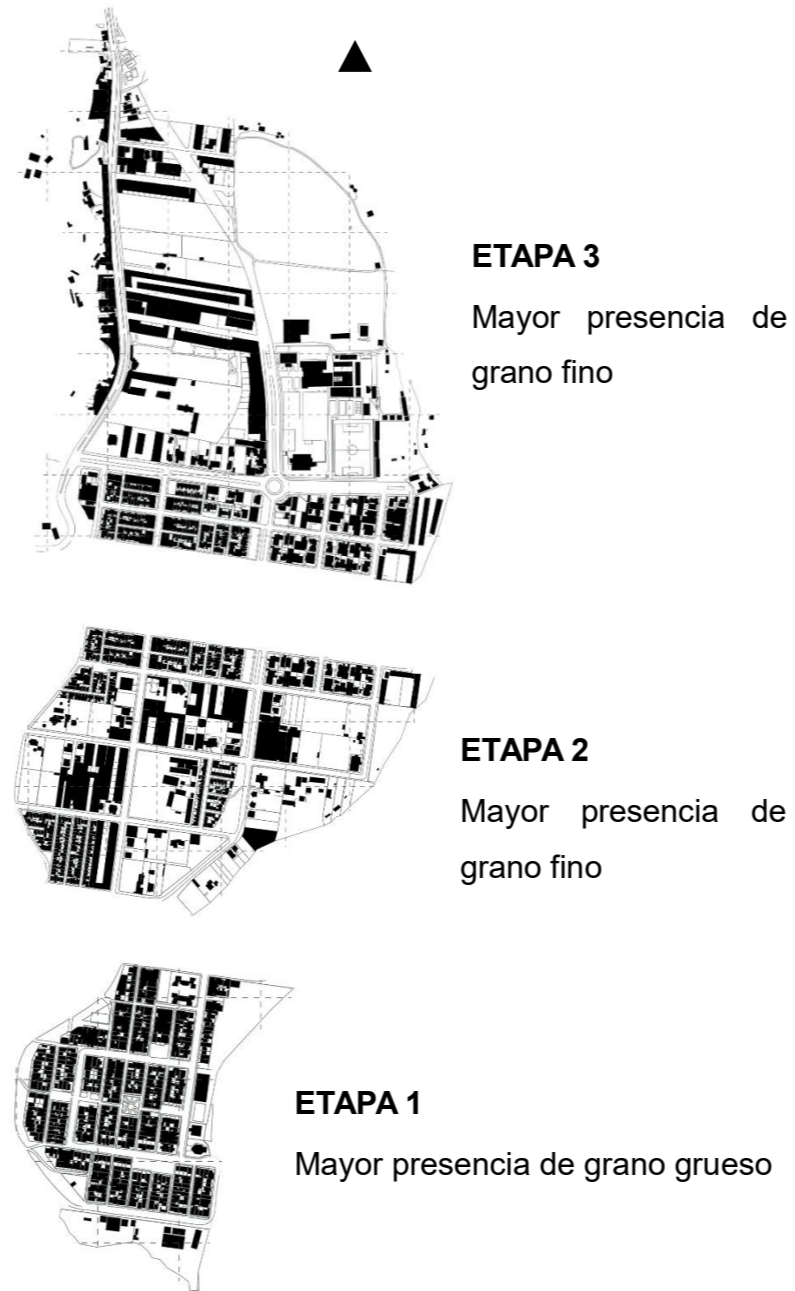 ETAPA 3
Mayor presencia de
grano fino
ETAPA 2
Mayor presencia de
grano fino
ETAPA 1
Mayor presencia de grano grueso